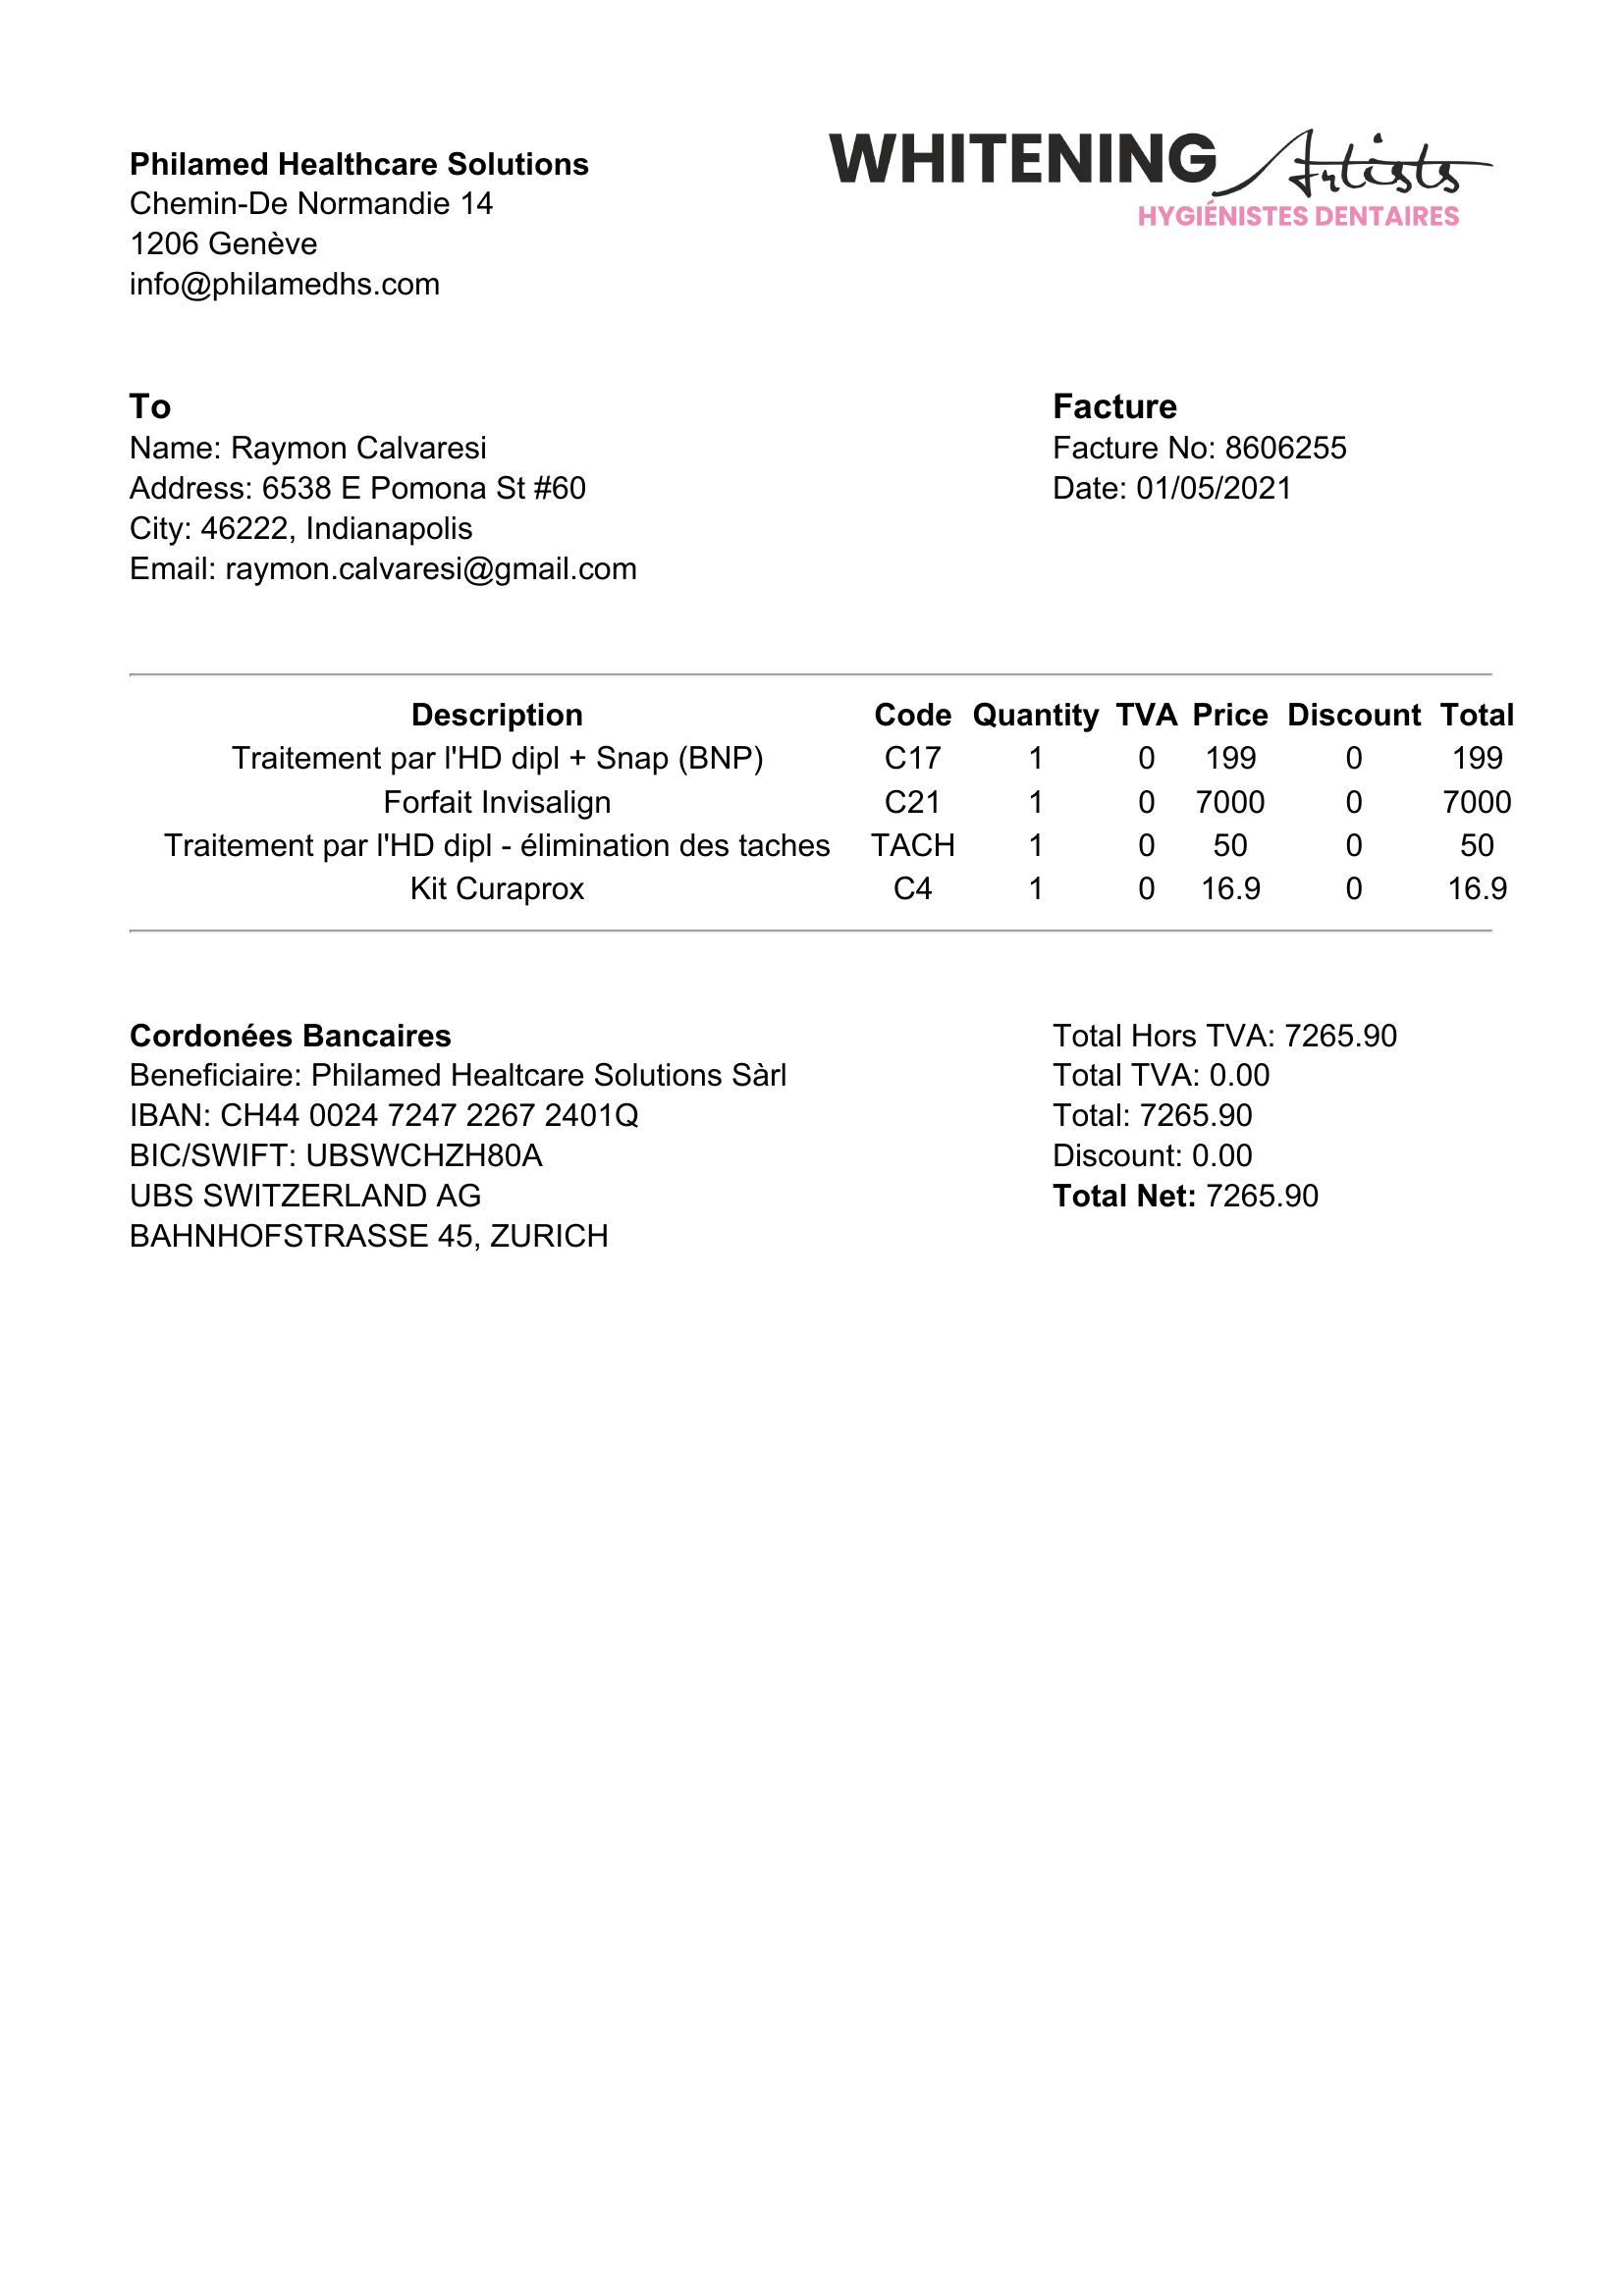 Philamed Healthcare Solutions
Chemin-De Normandie 14
1206 Genève
info@philamedhs.com
WHITENING Artists
HYGIÉNISTES DENTAIRES
To
Name: Raymon Calvaresi
Address: 6538 E Pomona St #60
City: 46222, Indianapolis
Email: raymon.calvaresi@gmail.com
Facture
Facture No: 8606255
Date: 01/05/2021
Description Code Quantity TVA Price Discount Total
Traitement par l'HD dipl + Snap (BNP) C17 1 0 199 0 199
Forfait Invisalign C21 1 0 7000 0 7000
Traitement par l'HD dipl - élimination des taches TACH 1 0 50 0 50
Kit Curaprox C4 1 0 16.9 0 16.9
Cordonées Bancaires
Beneficiaire: Philamed Healtcare Solutions Sàrl
IBAN: CH44 0024 7247 2267 2401Q
BIC/SWIFT: UBSWCHZH80A
UBS SWITZERLAND AG
BAHNHOFSTRASSE 45, ZURICH
Total Hors TVA: 7265.90
Total TVA: 0.00
Total: 7265.90
Discount: 0.00
Total Net: 7265.90